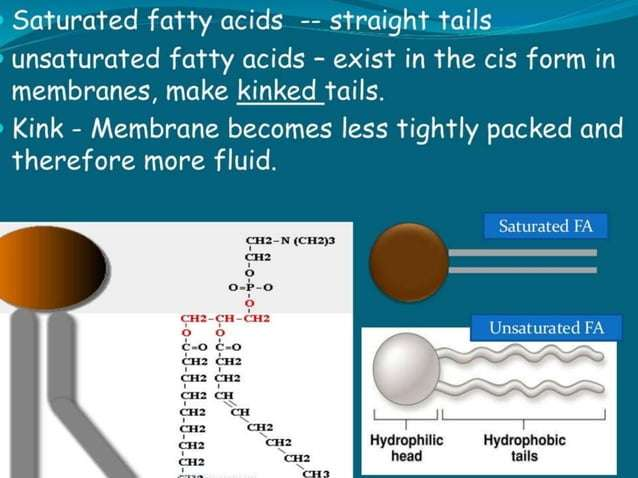 Saturated fatty acids -- straight tails
unsaturated fatty acids – exist in the cis form in
membranes, make kinked tails.
Kink - Membrane becomes less tightly packed and
therefore more fluid.
Saturated FA
Unsaturated FA
Hydrophilic
head
Hydrophobic
tails
CH2-N (CH2)3
CH2
O
O=P-O
O
CH2-CH-CH2
O O
C=O C=O
CH2 CH2
CH2 CH2
CH2 CH
CH2 CH
CH2 CH2
CH2 CH2
CH2 CH2
CH2 CH3